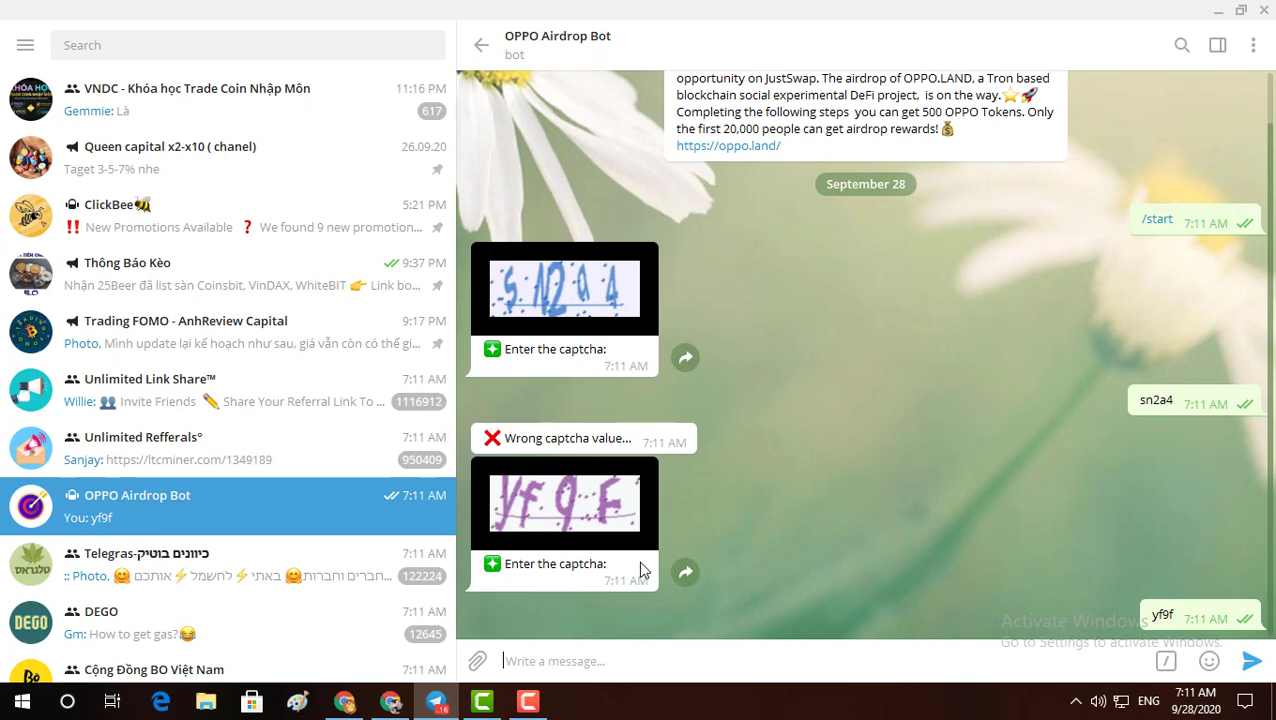 Search
VNDC - Khóa học Trade Coin Nhập Môn 11:16 PM
Gemmie: Là 617
Queen capital x2-x10 ( chanel) 26.09.20
Taget 3-5-7% nhe
ClickBee🐝 5:21 PM
‼️ New Promotions Available ❓ We found 9 new promotion...
Thông Báo Kèo 9:37 PM
Nhận 25Beer đã list sàn Coinsbit, VinDAX, WhiteBIT 👉 Link bo...
Trading FOMO - AnhReview Capital 9:17 PM
Photo, Mình update lại kế hoạch như sau, giá vẫn còn có thể gi...
Unlimited Link Share™ 7:11 AM
Willie: 👥 Invite Friends ✏️ Share Your Referral Link To ... 1116912
Unlimited Refferals° 7:11 AM
Sanjay: https://ltcminer.com/1349189 950409
OPPO Airdrop Bot 7:11 AM
You: yf9f
Telegras-כיוונים בוטיק 7:11 AM
:: Photo, 🤗 חברים וחברות🤗 באתי⚡לחשמל⚡אותכם... 122224
DEGO 7:11 AM
Gm: How to get gas?😂 12645
Cộng Đồng BO Việt Nam 7:11 AM
OPPO Airdrop Bot
bot
opportunity on JustSwap. The airdrop of OPPO.LAND, a Tron based
blockchain social experimental DeFi project, is on the way.⭐🚀
Completing the following steps you can get 500 OPPO Tokens. Only
the first 20,000 people can get airdrop rewards!💰
https://oppo.land/
September 28
/start 7:11 AM
Enter the captcha:
7:11 AM
sn2a4 7:11 AM
❌ Wrong captcha value... 7:11 AM
Enter the captcha:
7:11 AM
yf9f 7:11 AM
Activate Windows
Go to Settings to activate Windows.
Write a message...
16
ENG
7:11 AM
9/28/2020